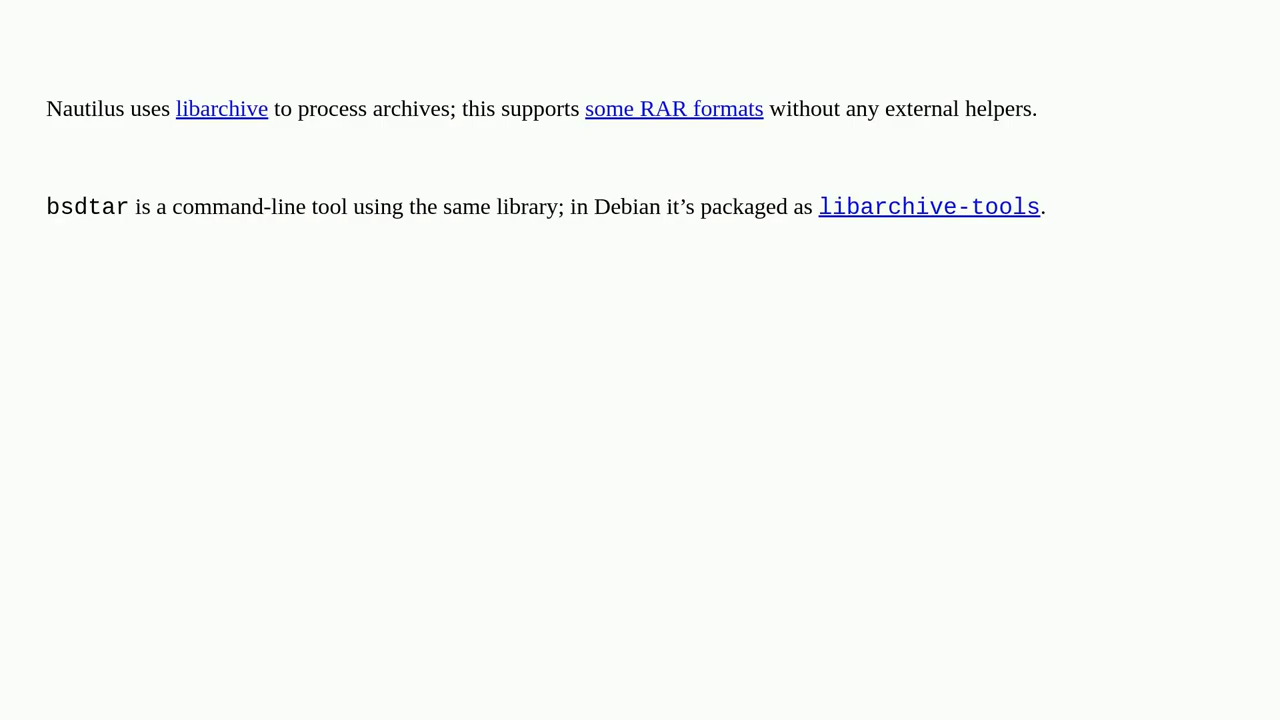 Nautilus uses libarchive to process archives; this supports some RAR formats without any external helpers.
bsdtar is a command-line tool using the same library; in Debian it’s packaged as libarchive-tools.